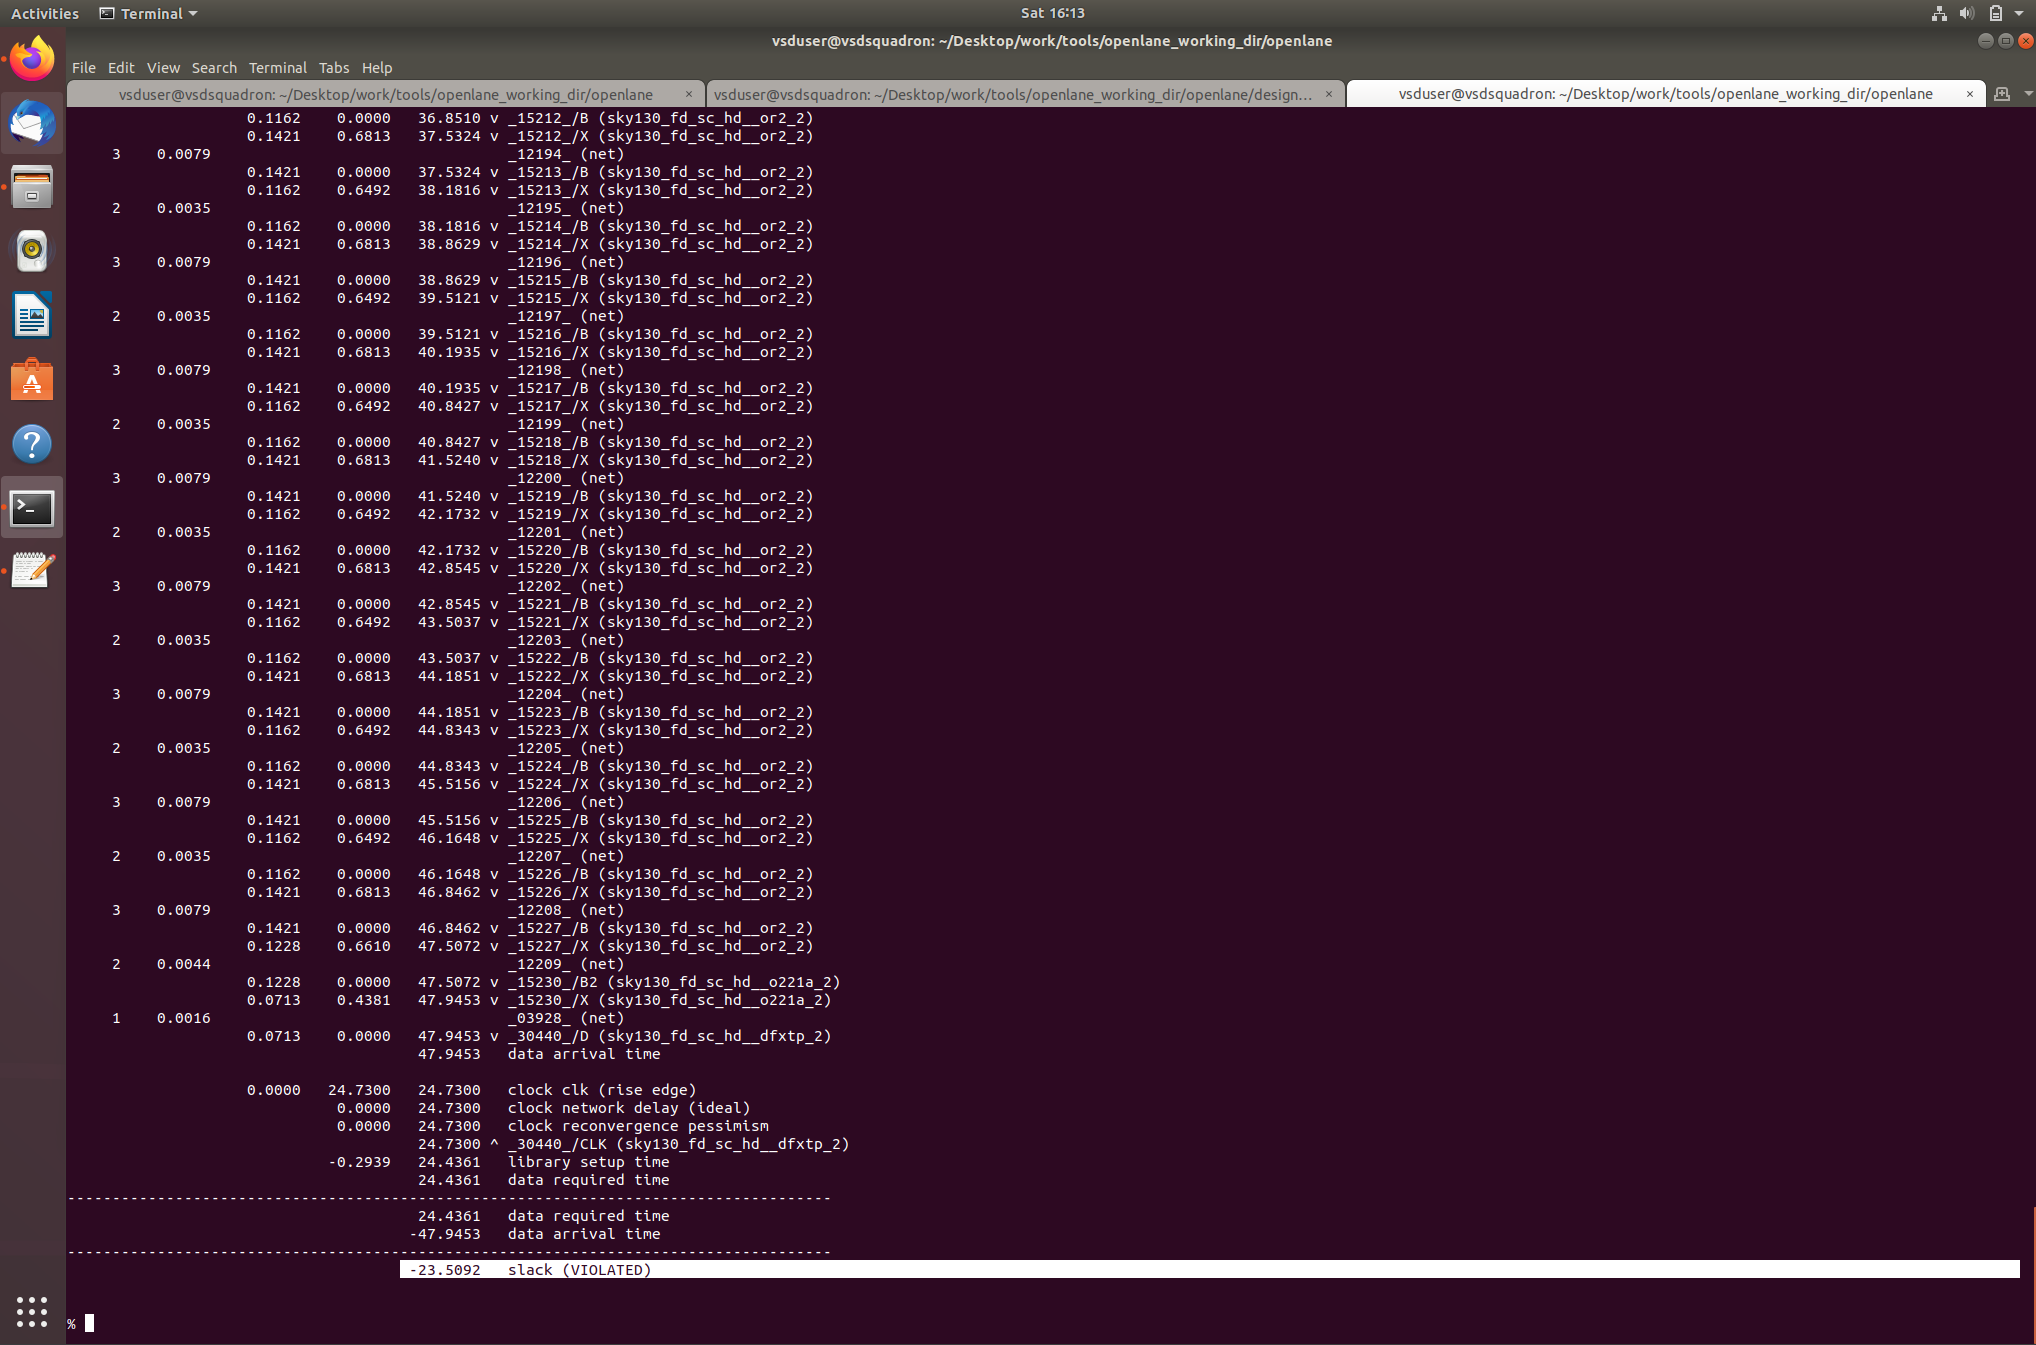 Activities Terminal Sat 16:13
vsduser@vsdsquadron: ~/Desktop/work/tools/openlane_working_dir/openlane
File Edit View Search Terminal Tabs Help
vsduser@vsdsquadron: ~/Desktop/work/tools/openlane_working_dir/openlane × vsduser@vsdsquadron: ~/Desktop/work/tools/openlane_working_dir/openlane/design... × vsduser@vsdsquadron: ~/Desktop/work/tools/openlane_working_dir/openlane ×
0.1162 0.0000 36.8510 v _15212_/B (sky130_fd_sc_hd__or2_2)
0.1421 0.6813 37.5324 v _15212_/X (sky130_fd_sc_hd__or2_2)
3 0.0079 _12194_ (net)
0.1421 0.0000 37.5324 v _15213_/B (sky130_fd_sc_hd__or2_2)
0.1162 0.6492 38.1816 v _15213_/X (sky130_fd_sc_hd__or2_2)
2 0.0035 _12195_ (net)
0.1162 0.0000 38.1816 v _15214_/B (sky130_fd_sc_hd__or2_2)
0.1421 0.6813 38.8629 v _15214_/X (sky130_fd_sc_hd__or2_2)
3 0.0079 _12196_ (net)
0.1421 0.0000 38.8629 v _15215_/B (sky130_fd_sc_hd__or2_2)
0.1162 0.6492 39.5121 v _15215_/X (sky130_fd_sc_hd__or2_2)
2 0.0035 _12197_ (net)
0.1162 0.0000 39.5121 v _15216_/B (sky130_fd_sc_hd__or2_2)
0.1421 0.6813 40.1935 v _15216_/X (sky130_fd_sc_hd__or2_2)
3 0.0079 _12198_ (net)
0.1421 0.0000 40.1935 v _15217_/B (sky130_fd_sc_hd__or2_2)
0.1162 0.6492 40.8427 v _15217_/X (sky130_fd_sc_hd__or2_2)
2 0.0035 _12199_ (net)
0.1162 0.0000 40.8427 v _15218_/B (sky130_fd_sc_hd__or2_2)
0.1421 0.6813 41.5240 v _15218_/X (sky130_fd_sc_hd__or2_2)
3 0.0079 _12200_ (net)
0.1421 0.0000 41.5240 v _15219_/B (sky130_fd_sc_hd__or2_2)
0.1162 0.6492 42.1732 v _15219_/X (sky130_fd_sc_hd__or2_2)
2 0.0035 _12201_ (net)
0.1162 0.0000 42.1732 v _15220_/B (sky130_fd_sc_hd__or2_2)
0.1421 0.6813 42.8545 v _15220_/X (sky130_fd_sc_hd__or2_2)
3 0.0079 _12202_ (net)
0.1421 0.0000 42.8545 v _15221_/B (sky130_fd_sc_hd__or2_2)
0.1162 0.6492 43.5037 v _15221_/X (sky130_fd_sc_hd__or2_2)
2 0.0035 _12203_ (net)
0.1162 0.0000 43.5037 v _15222_/B (sky130_fd_sc_hd__or2_2)
0.1421 0.6813 44.1851 v _15222_/X (sky130_fd_sc_hd__or2_2)
3 0.0079 _12204_ (net)
0.1421 0.0000 44.1851 v _15223_/B (sky130_fd_sc_hd__or2_2)
0.1162 0.6492 44.8343 v _15223_/X (sky130_fd_sc_hd__or2_2)
2 0.0035 _12205_ (net)
0.1162 0.0000 44.8343 v _15224_/B (sky130_fd_sc_hd__or2_2)
0.1421 0.6813 45.5156 v _15224_/X (sky130_fd_sc_hd__or2_2)
3 0.0079 _12206_ (net)
0.1421 0.0000 45.5156 v _15225_/B (sky130_fd_sc_hd__or2_2)
0.1162 0.6492 46.1648 v _15225_/X (sky130_fd_sc_hd__or2_2)
2 0.0035 _12207_ (net)
0.1162 0.0000 46.1648 v _15226_/B (sky130_fd_sc_hd__or2_2)
0.1421 0.6813 46.8462 v _15226_/X (sky130_fd_sc_hd__or2_2)
3 0.0079 _12208_ (net)
0.1421 0.0000 46.8462 v _15227_/B (sky130_fd_sc_hd__or2_2)
0.1228 0.6610 47.5072 v _15227_/X (sky130_fd_sc_hd__or2_2)
2 0.0044 _12209_ (net)
0.1228 0.0000 47.5072 v _15230_/B2 (sky130_fd_sc_hd__o221a_2)
0.0713 0.4381 47.9453 v _15230_/X (sky130_fd_sc_hd__o221a_2)
1 0.0016 _03928_ (net)
0.0713 0.0000 47.9453 v _30440_/D (sky130_fd_sc_hd__dfxtp_2)
47.9453 data arrival time
0.0000 24.7300 24.7300 clock clk (rise edge)
0.0000 24.7300 clock network delay (ideal)
0.0000 24.7300 clock reconvergence pessimism
24.7300 ^ _30440_/CLK (sky130_fd_sc_hd__dfxtp_2)
-0.2939 24.4361 library setup time
24.4361 data required time
-------------------------------------------------------------------------------------
24.4361 data required time
-47.9453 data arrival time
-------------------------------------------------------------------------------------
-23.5092 slack (VIOLATED)
%